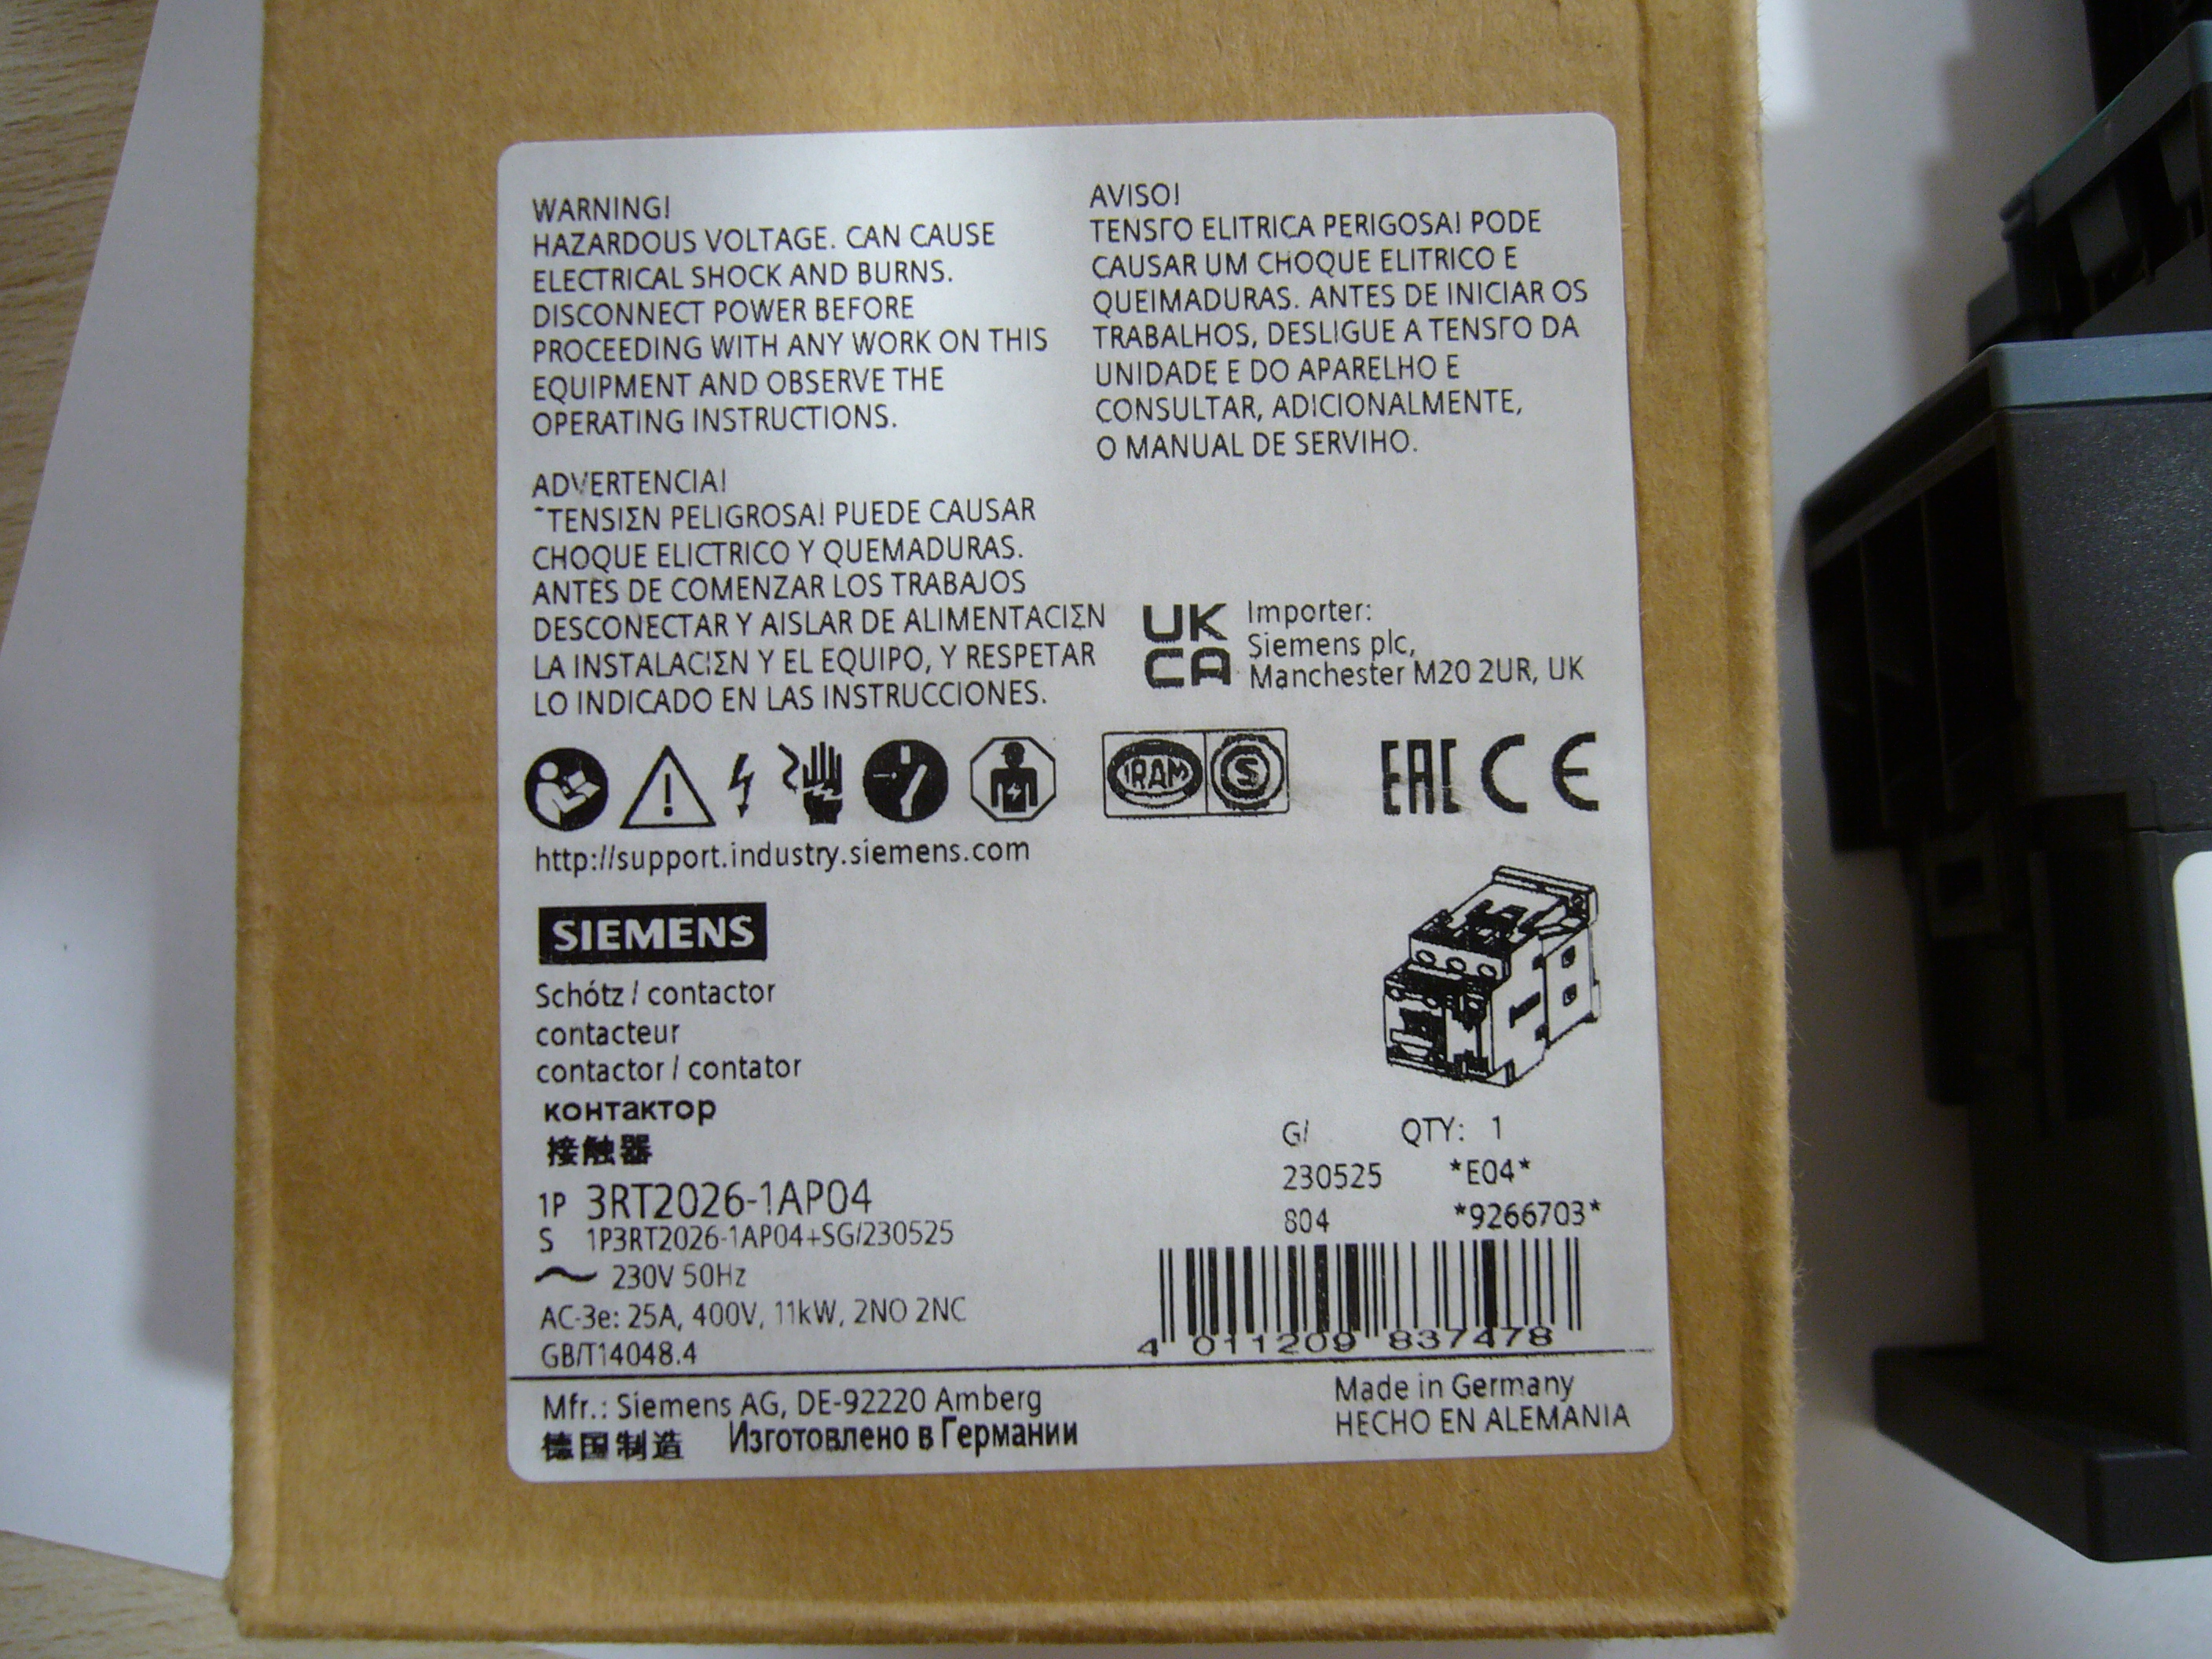 WARNING!
HAZARDOUS VOLTAGE. CAN CAUSE
ELECTRICAL SHOCK AND BURNS.
DISCONNECT POWER BEFORE
PROCEEDING WITH ANY WORK ON THIS
EQUIPMENT AND OBSERVE THE
OPERATING INSTRUCTIONS.
ADVERTENCIA!
ˉTENSIΣN PELIGROSA! PUEDE CAUSAR
CHOQUE ELICTRICO Y QUEMADURAS.
ANTES DE COMENZAR LOS TRABAJOS
DESCONECTAR Y AISLAR DE ALIMENTACIΣN
LA INSTALACIΣN Y EL EQUIPO, Y RESPETAR
LO INDICADO EN LAS INSTRUCCIONES.
AVISO!
TENSΓO ELITRICA PERIGOSA! PODE
CAUSAR UM CHOQUE ELITRICO E
QUEIMADURAS. ANTES DE INICIAR OS
TRABALHOS, DESLIGUE A TENSΓO DA
UNIDADE E DO APARELHO E
CONSULTAR, ADICIONALMENTE,
O MANUAL DE SERVIHO.
UK
CA
Importer:
Siemens plc,
Manchester M20 2UR, UK
IRAM S
EAC CE
http://support.industry.siemens.com
SIEMENS
Schótz / contactor
contacteur
contactor / contator
контактор
接触器
1P 3RT2026-1AP04
S 1P3RT2026-1AP04+SG/230525
~ 230V 50Hz
AC-3e: 25A, 400V, 11kW, 2NO 2NC
GB/T14048.4
G/ QTY: 1
230525 *E04*
S04 *9266703*
4 011209 837478
Mfr.: Siemens AG, DE-92220 Amberg
德国制造 Изготовлено в Германии
Made in Germany
HECHO EN ALEMANIA